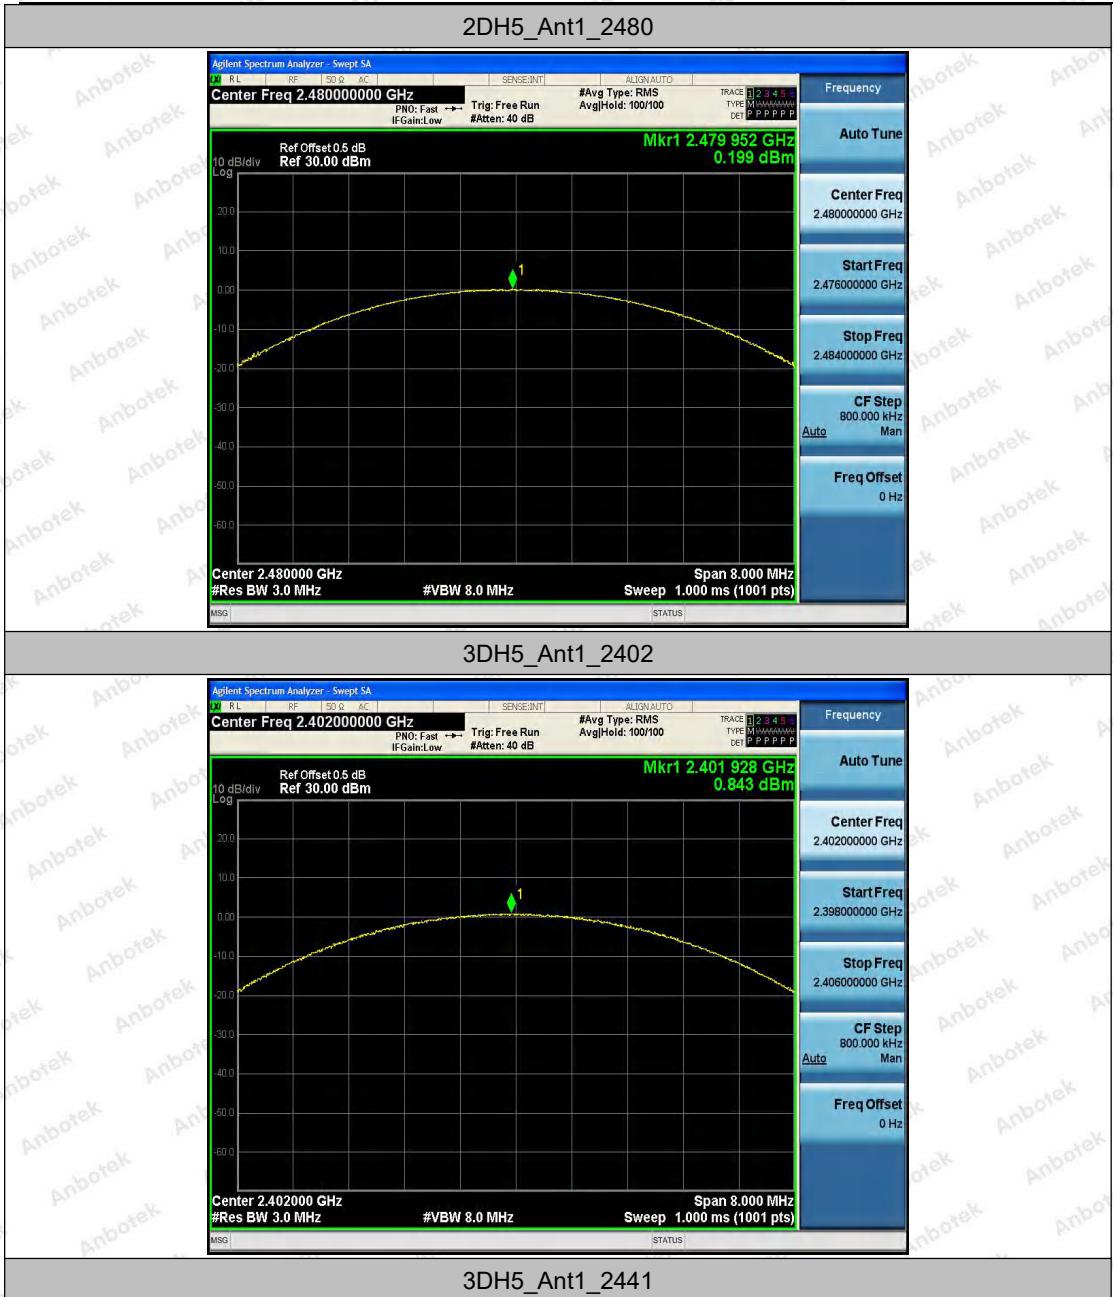 2DH5_Ant1_2480
Agilent Spectrum Analyzer - Swept SA
RL RF 50 Ω AC SENSE:INT ALIGNAUTO
Center Freq 2.480000000 GHz
PNO: Fast
IFGain:Low
Trig: Free Run
#Atten: 40 dB
#Avg Type: RMS
Avg|Hold: 100/100
TRACE 1 2 3 4 5 6
TYPE M
DET P P P P P P
Frequency
Mkr1 2.479 952 GHz
0.199 dBm
Ref Offset 0.5 dB
10 dB/div Ref 30.00 dBm
Log
20.0
10.0
0.00
-10.0
-20.0
-30.0
-40.0
-50.0
-60.0
1
Center 2.480000 GHz
#Res BW 3.0 MHz
#VBW 8.0 MHz
Span 8.000 MHz
Sweep 1.000 ms (1001 pts)
MSG STATUS
Auto Tune
Center Freq
2.480000000 GHz
Start Freq
2.476000000 GHz
Stop Freq
2.484000000 GHz
CF Step
800.000 kHz
Auto Man
Freq Offset
0 Hz
3DH5_Ant1_2402
Agilent Spectrum Analyzer - Swept SA
RL RF 50 Ω AC SENSE:INT ALIGNAUTO
Center Freq 2.402000000 GHz
PNO: Fast
IFGain:Low
Trig: Free Run
#Atten: 40 dB
#Avg Type: RMS
Avg|Hold: 100/100
TRACE 1 2 3 4 5 6
TYPE M
DET P P P P P P
Frequency
Mkr1 2.401 928 GHz
0.843 dBm
Ref Offset 0.5 dB
10 dB/div Ref 30.00 dBm
Log
20.0
10.0
0.00
-10.0
-20.0
-30.0
-40.0
-50.0
-60.0
1
Center 2.402000 GHz
#Res BW 3.0 MHz
#VBW 8.0 MHz
Span 8.000 MHz
Sweep 1.000 ms (1001 pts)
MSG STATUS
Auto Tune
Center Freq
2.402000000 GHz
Start Freq
2.398000000 GHz
Stop Freq
2.406000000 GHz
CF Step
800.000 kHz
Auto Man
Freq Offset
0 Hz
3DH5_Ant1_2441